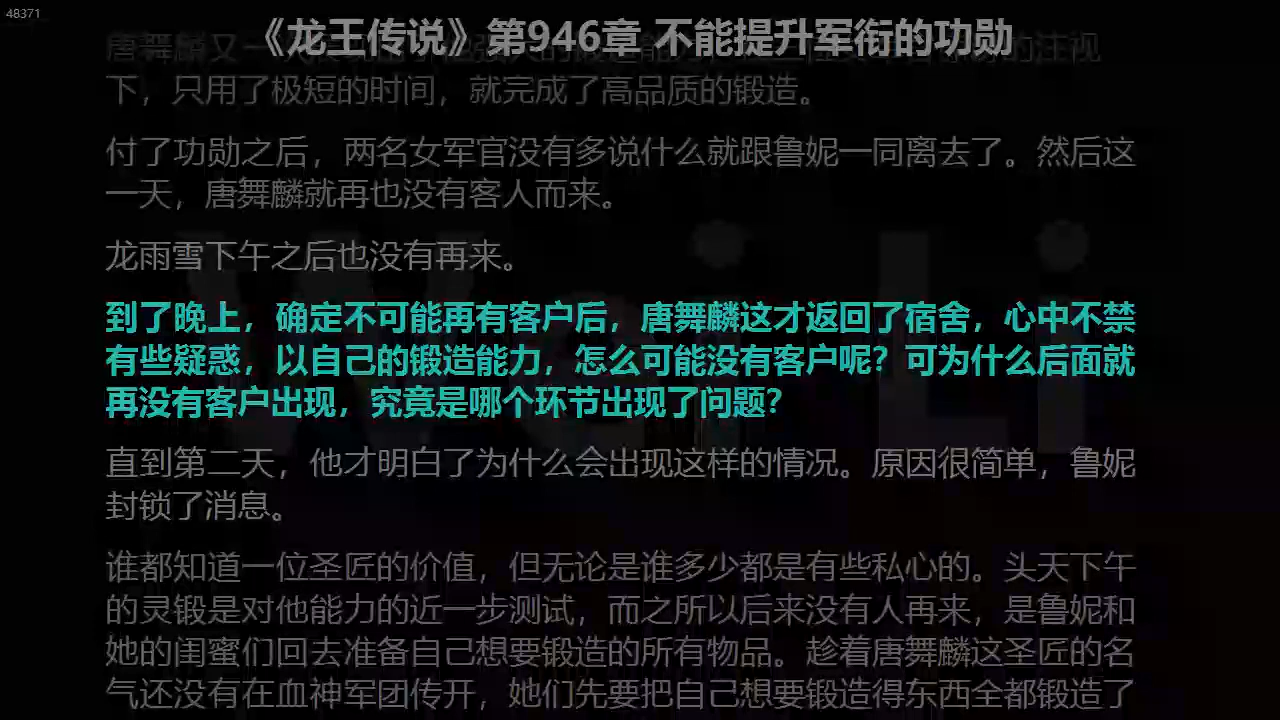 48371
《龙王传说》第946章 不能提升军衔的功勋
唐舞麟又一
的注视
下，只用了极短的时间，就完成了高品质的锻造。
付了功勋之后，两名女军官没有多说什么就跟鲁妮一同离去了。然后这
一天，唐舞麟就再也没有客人而来。
龙雨雪下午之后也没有再来。
到了晚上，确定不可能再有客户后，唐舞麟这才返回了宿舍，心中不禁
有些疑惑，以自己的锻造能力，怎么可能没有客户呢？可为什么后面就
再没有客户出现，究竟是哪个环节出现了问题？
直到第二天，他才明白了为什么会出现这样的情况。原因很简单，鲁妮
封锁了消息。
谁都知道一位圣匠的价值，但无论是谁多少都是有些私心的。头天下午
的灵锻是对他能力的近一步测试，而之所以后来没有人再来，是鲁妮和
她的闺蜜们回去准备自己想要锻造的所有物品。趁着唐舞麟这圣匠的名
气还没有在血神军团传开，她们先要把自己想要锻造得东西全都锻造了
Wei Li